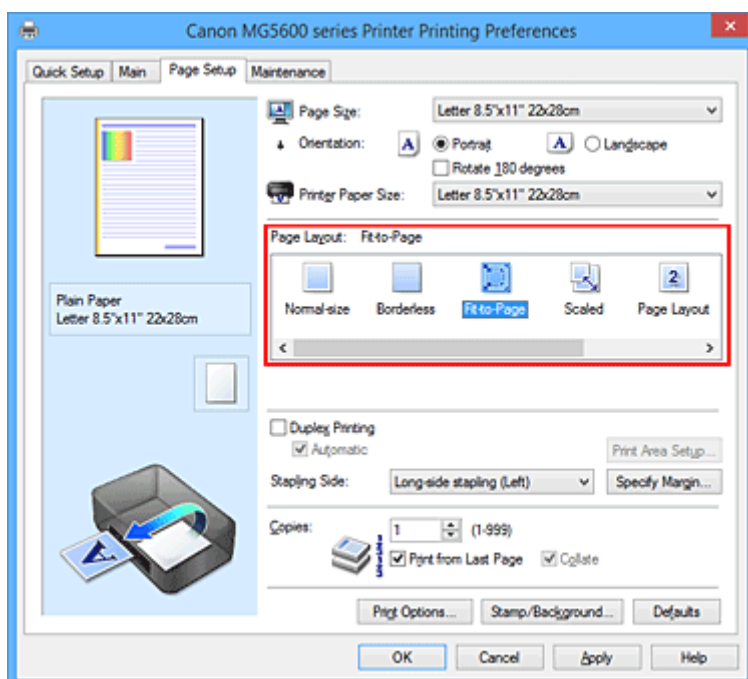 Canon MG5600 series Printer Printing Preferences
Quick Setup Main Page Setup Maintenance
Page Size: Letter 8.5"x11" 22x28cm
Orientation: A Portrait A Landscape
Rotate 180 degrees
Printer Paper Size: Letter 8.5"x11" 22x28cm
Page Layout: Fit-to-Page
2
Normal-size Borderless Fit-to-Page Scaled Page Layout
Plain Paper
Letter 8.5"x11" 22x28cm
Duplex Printing
Automatic
Print Area Setup...
Stapling Side: Long-side stapling (Left) Specify Margin...
Copies: 1 (1-999)
Print from Last Page Collate
A
Print Options... Stamp/Background... Defaults
OK Cancel Apply Help